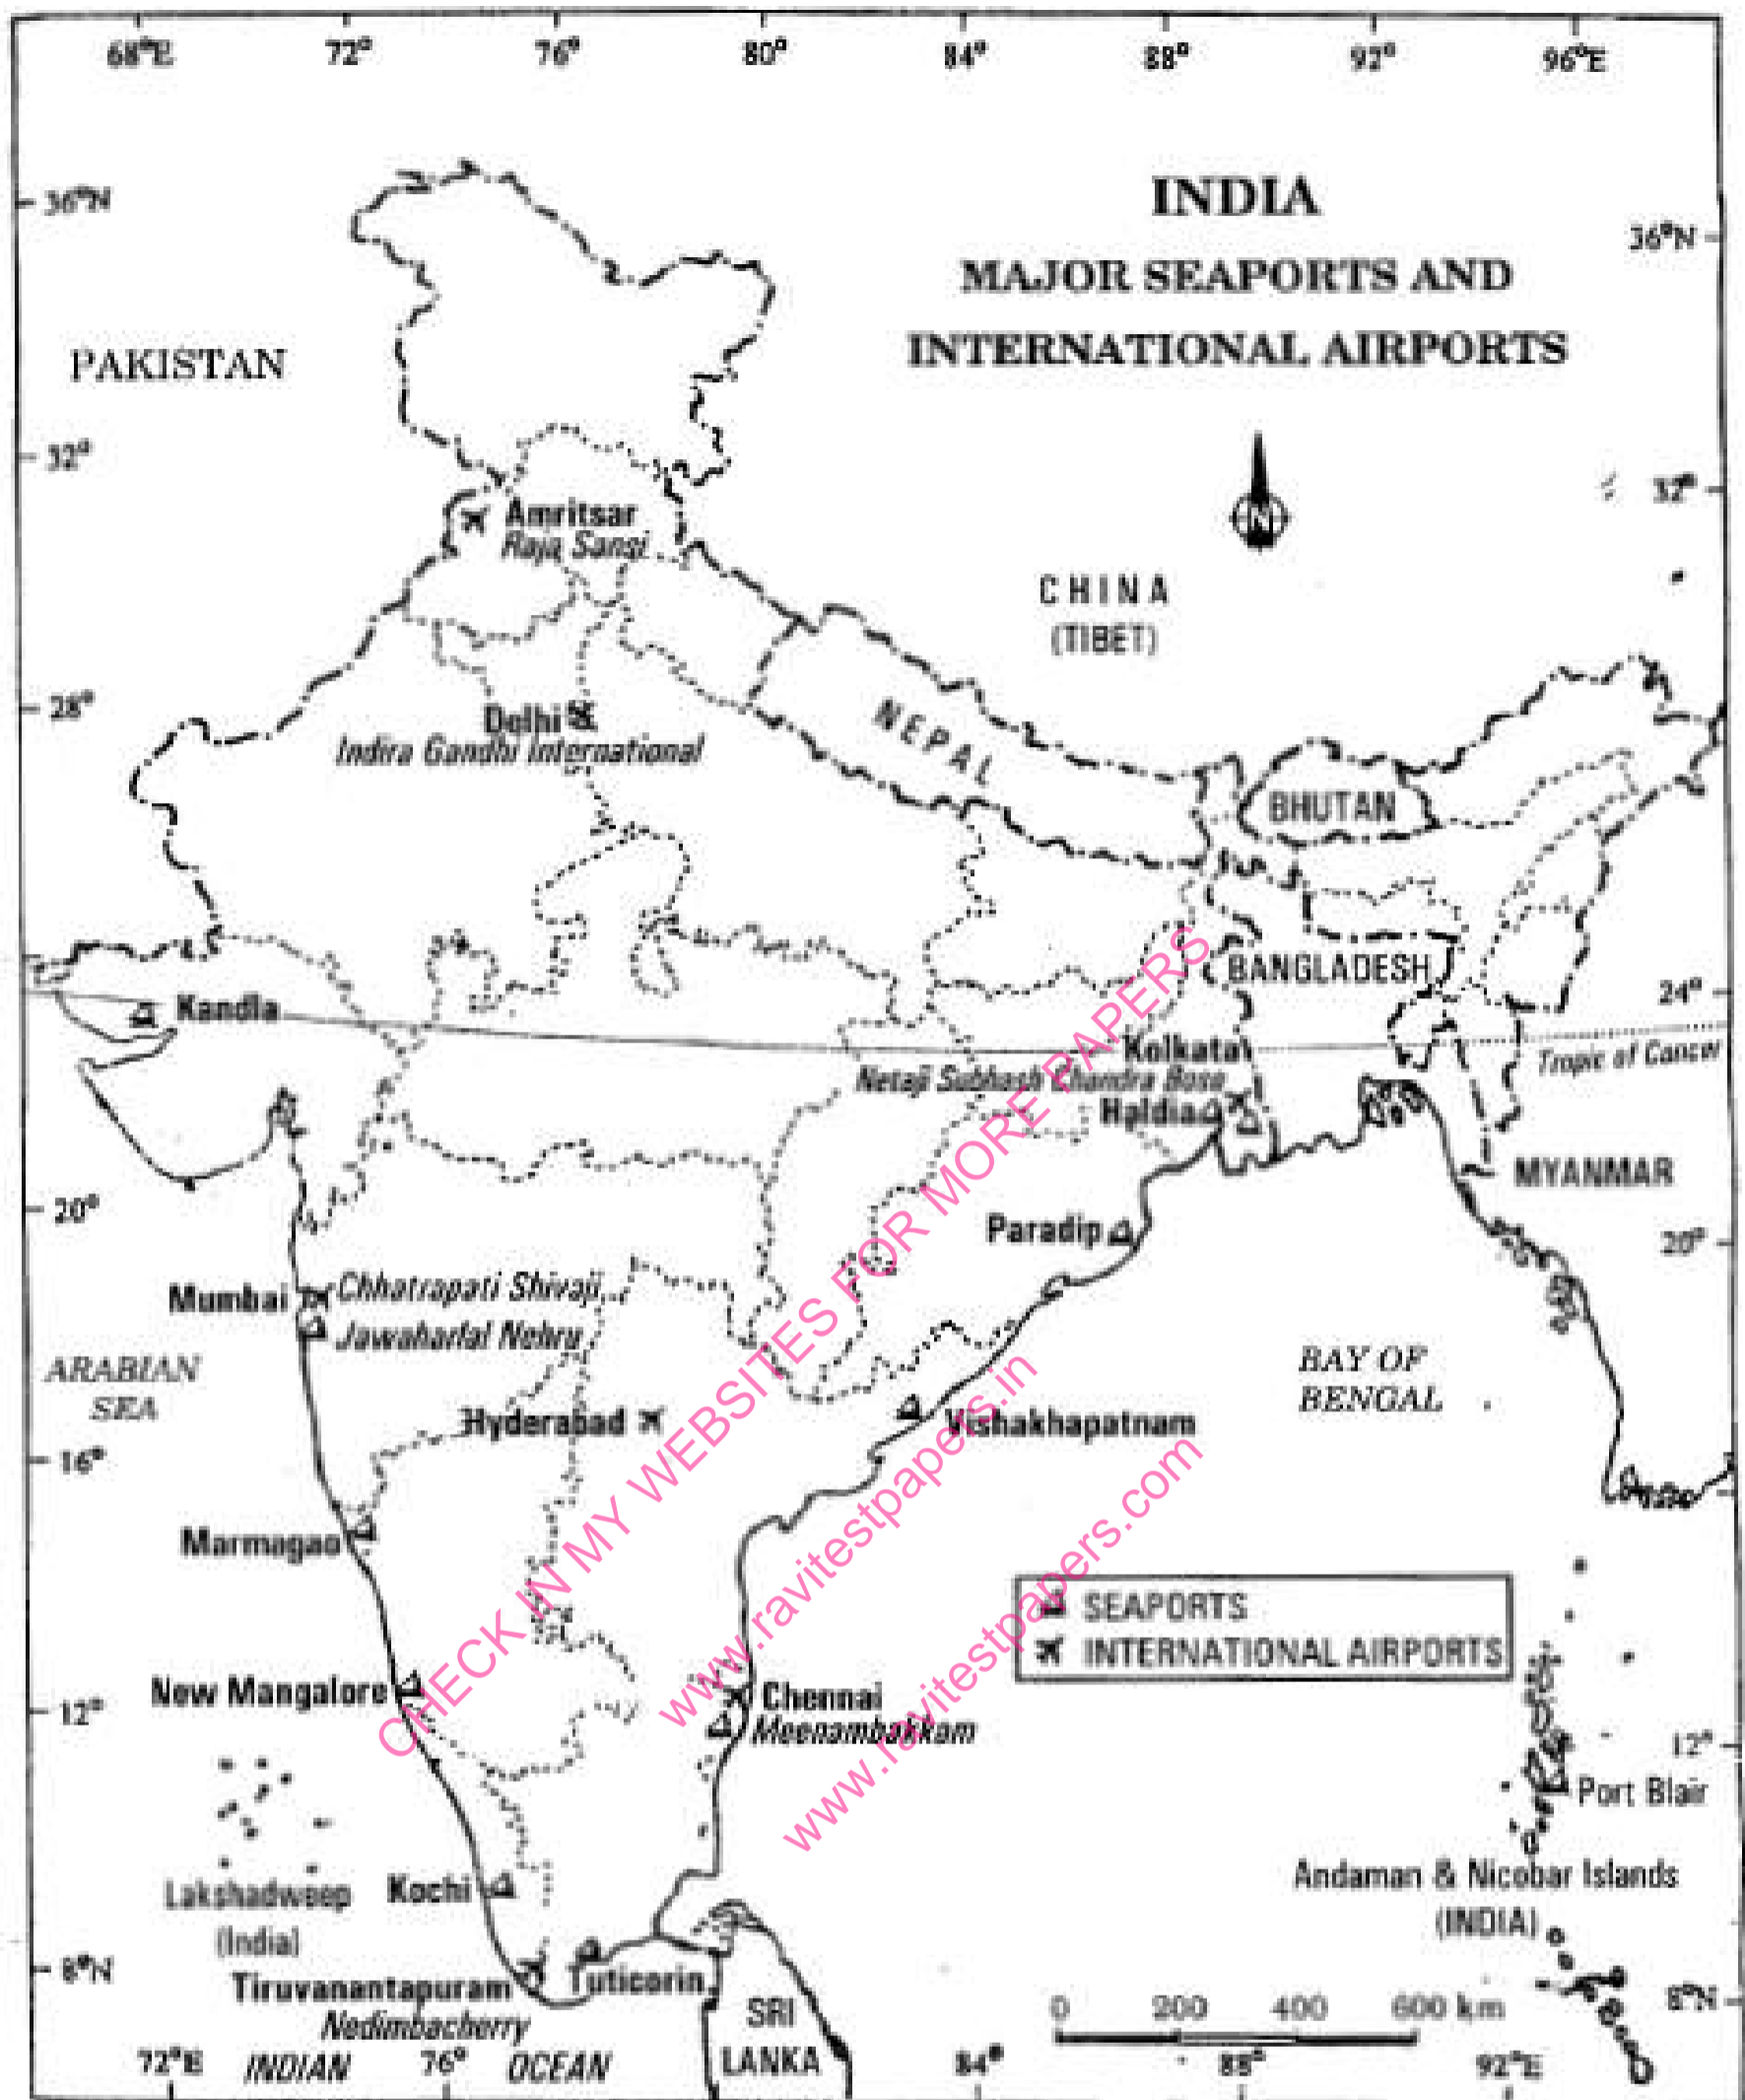 68°E 72° 76° 80° 84° 88° 92° 96°E
INDIA
MAJOR SEAPORTS AND
INTERNATIONAL AIRPORTS
36°N
36°N
PAKISTAN
32°
32°
Amritsar
Raja Sansi
CHINA
(TIBET)
28°
Delhi
Indira Gandhi International
NEPAL
BHUTAN
BANGLADESH
24°
Kandla
Tropic of Cancer
Kolkata
Netaji Subhash Chandra Bose
Haldia
MYANMAR
20°
20°
Paradip
Mumbai
Chhatrapati Shivaji
Jawaharlal Nehru
ARABIAN
SEA
BAY OF
BENGAL
Hyderabad
Vishakhapatnam
16°
Marmagao
SEAPORTS
INTERNATIONAL AIRPORTS
New Mangalore
12°
12°
Chennai
Meenambakkam
Port Blair
Andaman & Nicobar Islands
(INDIA)
Lakshadweep
(India)
Kochi
8°N
8°N
Tiruvanantapuram
Nedimbacherry
Tuticorin
SRI
LANKA
0 200 400 600 km
72°E INDIAN 76° OCEAN 84° 88° 92°E
CHECK IN MY WEBSITES FOR MORE PAPERS
www.ravitestpapers.in
www.ravitestpapers.com